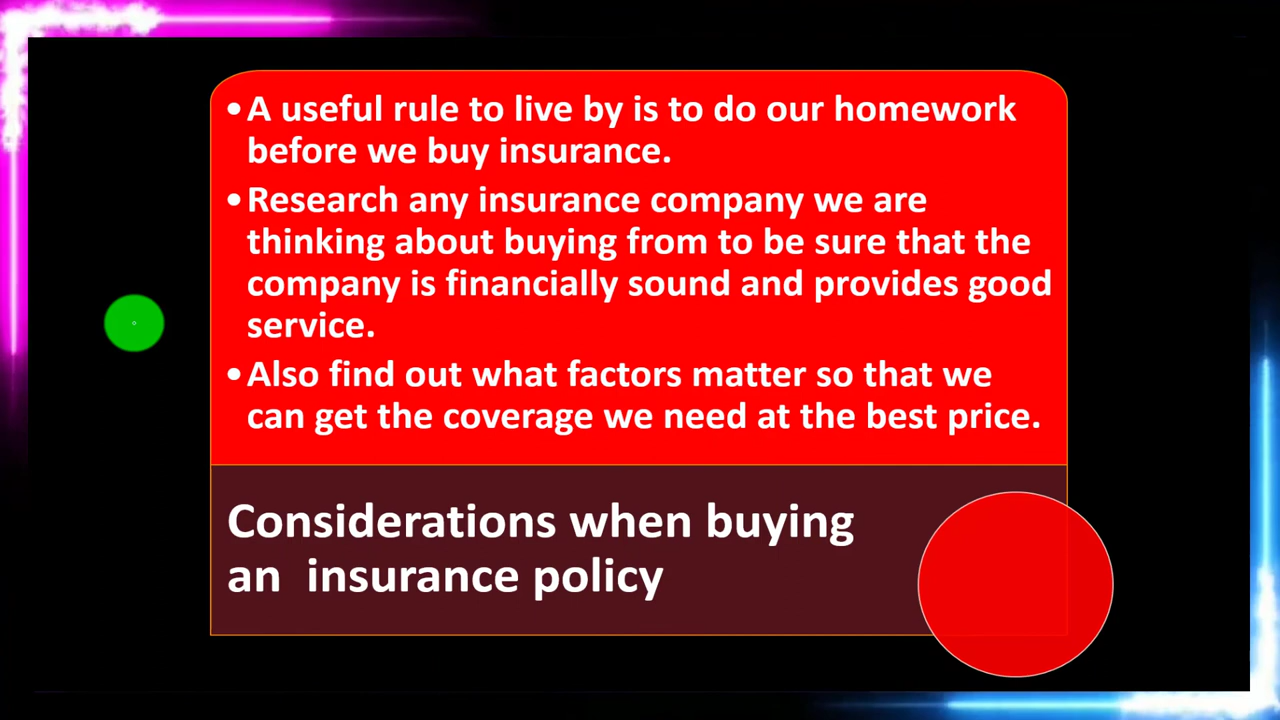 •A useful rule to live by is to do our homework
before we buy insurance.
•Research any insurance company we are
thinking about buying from to be sure that the
company is financially sound and provides good
service.
•Also find out what factors matter so that we
can get the coverage we need at the best price.
Considerations when buying
an  insurance policy